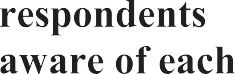 respondents
aware of each